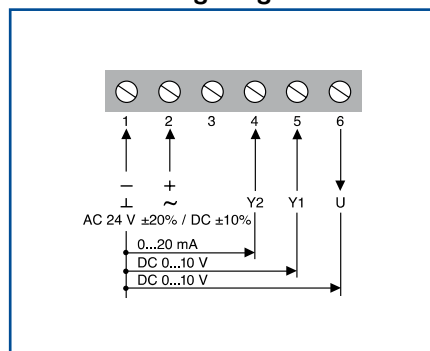 1 2 3 4 5 6
− +
⊥ ~ Y2 Y1 U
AC 24 V ±20% / DC ±10%
0...20 mA
DC 0...10 V
DC 0...10 V